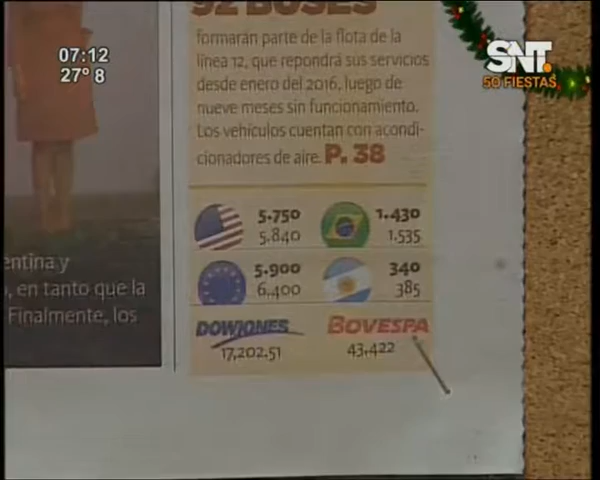 92 BUSES
formarán parte de la flota de la
línea 12, que repondrá sus servicios
desde enero del 2016, luego de
nueve meses sin funcionamiento.
Los vehículos cuentan con acondi-
cionadores de aire. P. 38
5.750
5.840
1.430
1.535
5.900
6.400
340
385
DOWJONES
17,202.51
BOVESPA
43,422
entina y
o, en tanto que la
Finalmente, los
07:12
27° 8
SNT.
50 FIESTAS